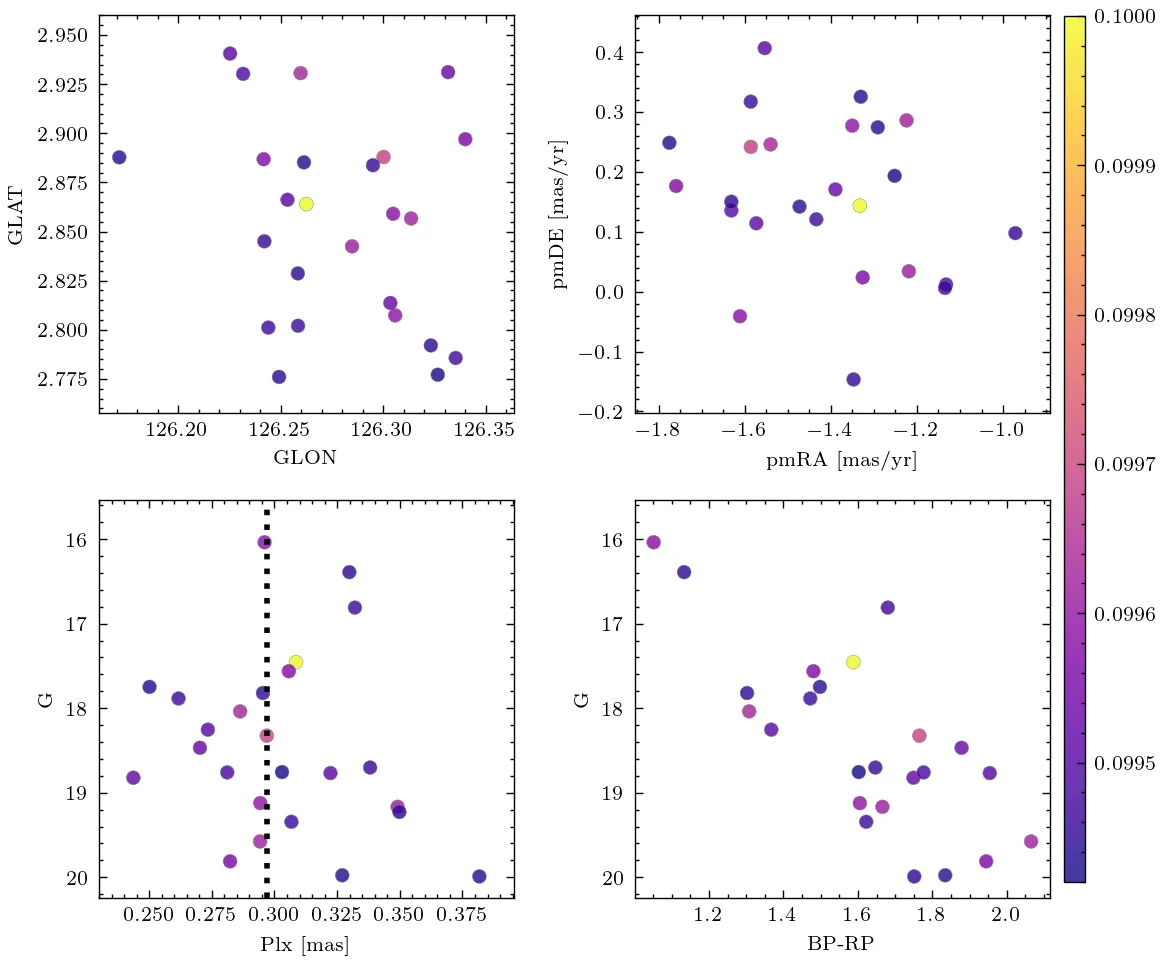 2.950
2.925
2.900
2.875
2.850
2.825
2.800
2.775
GLAT
126.20 126.25 126.30 126.35
GLON
0.4
0.3
0.2
0.1
0.0
−0.1
−0.2
pmDE [mas/yr]
−1.8 −1.6 −1.4 −1.2 −1.0
pmRA [mas/yr]
0.1000
0.0999
0.0998
0.0997
0.0996
0.0995
16
17
18
19
20
G
0.250 0.275 0.300 0.325 0.350 0.375
Plx [mas]
16
17
18
19
20
G
1.2 1.4 1.6 1.8 2.0
BP-RP